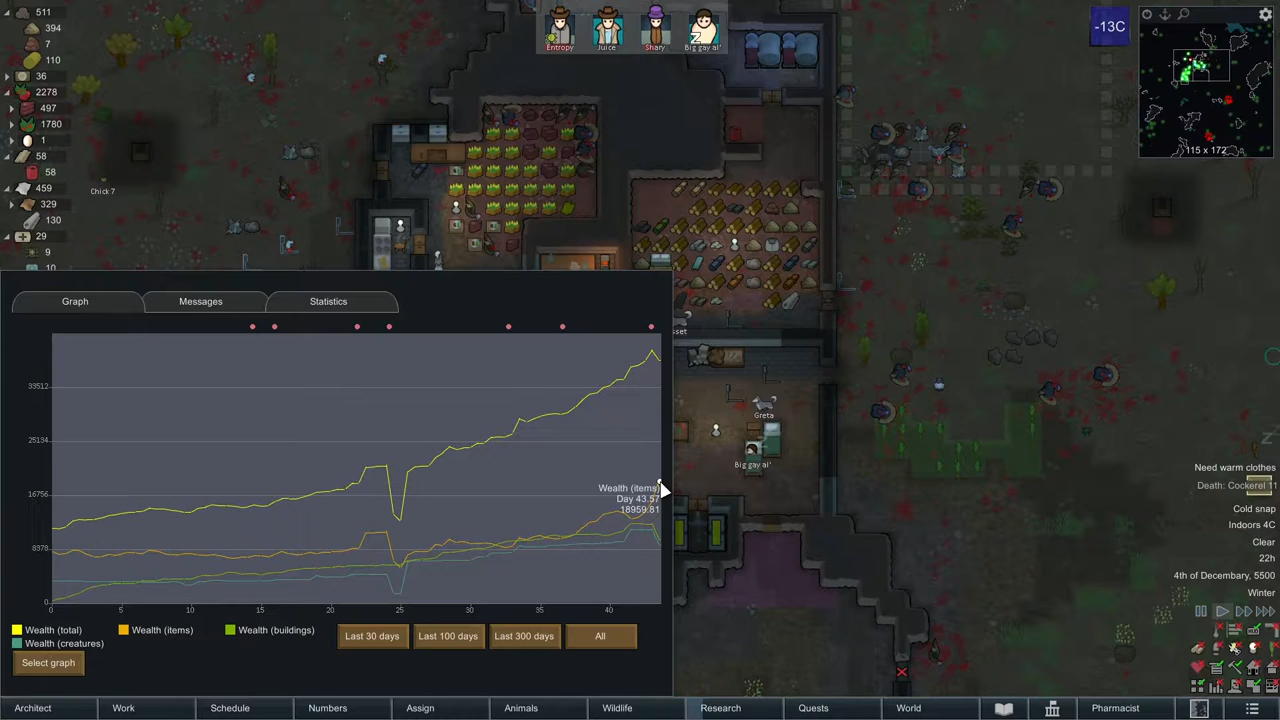 511
394
7
110
36
2278
497
1780
1
58
58
459
329
130
29
9
10
Entropy
Juice
Shary
Big gay al'
-13C
115 x 172
Chick 7
Greta
Big gay al'
Graph
Messages
Statistics
33512
25134
16756
8378
0
Wealth (items)
Day 43.57
18959.81
0
5
10
15
20
25
30
35
40
Wealth (total)
Wealth (items)
Wealth (buildings)
Wealth (creatures)
Last 30 days
Last 100 days
Last 300 days
All
Select graph
Need warm clothes
Death: Cockerel 11
Cold snap
Indoors 4C
Clear
22h
4th of Decembary, 5500
Winter
Architect
Work
Schedule
Numbers
Assign
Animals
Wildlife
Research
Quests
World
Pharmacist